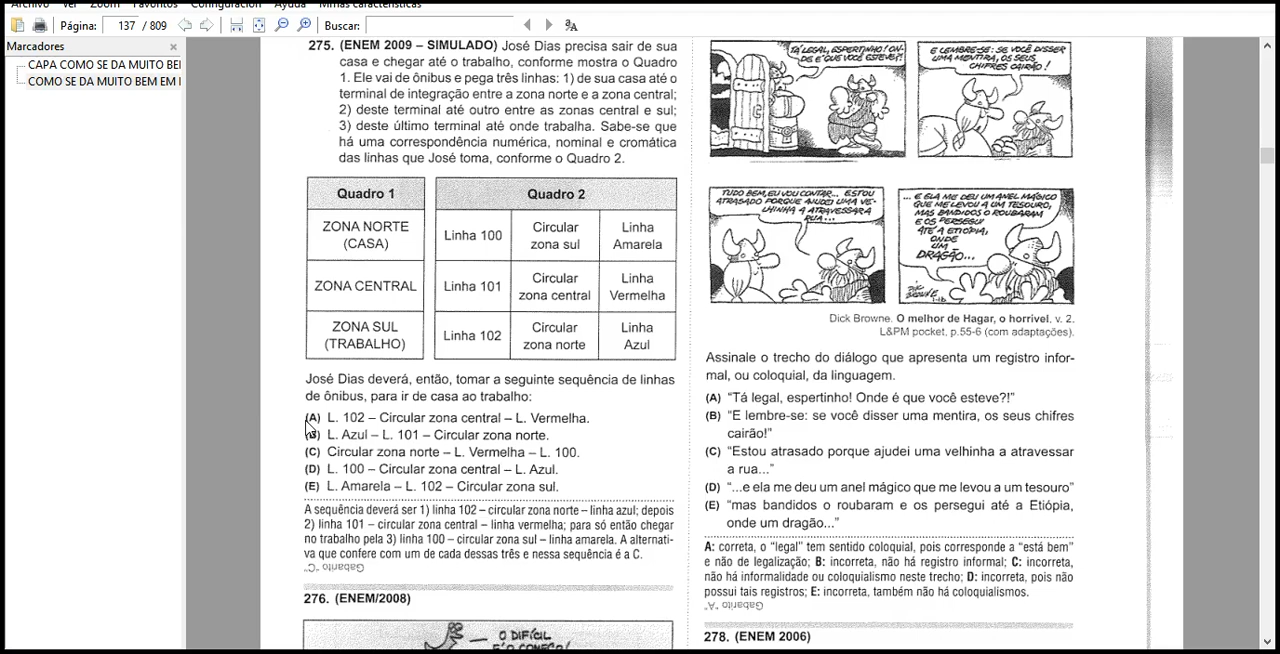 Archivo Ver Zoom Favoritos Configuración Ayuda Minhas características
Página: 137 / 809 Buscar:
Marcadores
CAPA COMO SE DA MUITO BE
COMO SE DA MUITO BEM EM
275. (ENEM 2009 – SIMULADO) José Dias precisa sair de sua
casa e chegar até o trabalho, conforme mostra o Quadro
1. Ele vai de ônibus e pega três linhas: 1) de sua casa até o
terminal de integração entre a zona norte e a zona central;
2) deste terminal até outro entre as zonas central e sul;
3) deste último terminal até onde trabalha. Sabe-se que
há uma correspondência numérica, nominal e cromática
das linhas que José toma, conforme o Quadro 2.
Quadro 1
ZONA NORTE
(CASA)
ZONA CENTRAL
ZONA SUL
(TRABALHO)
Quadro 2
Linha 100
Circular
zona sul
Linha
Amarela
Linha 101
Circular
zona central
Linha
Vermelha
Linha 102
Circular
zona norte
Linha
Azul
José Dias deverá, então, tomar a seguinte sequência de linhas
de ônibus, para ir de casa ao trabalho:
(A) L. 102 – Circular zona central – L. Vermelha.
(B) L. Azul – L. 101 – Circular zona norte.
(C) Circular zona norte – L. Vermelha – L. 100.
(D) L. 100 – Circular zona central – L. Azul.
(E) L. Amarela – L. 102 – Circular zona sul.
A sequência deverá ser 1) linha 102 – circular zona norte – linha azul; depois
2) linha 101 – circular zona central – linha vermelha; para só então chegar
no trabalho pela 3) linha 100 – circular zona sul – linha amarela. A alternati-
va que confere com um de cada dessas três e nessa sequência é a C.
Gabarito "C"
276. (ENEM/2008)
O DIFÍCIL
É O COMEÇO!
TÁ LEGAL, ESPERTINHO! ON-
DE É QUE VOCÊ ESTEVE?!
E LEMBRE-SE: SE VOCÊ DISSER
UMA MENTIRA, OS SEUS
CHIFRES CAIRÃO!
TUDO BEM, EU VOU CONTAR... ESTOU
ATRASADO PORQUE AJUDEI UMA VE-
LHINHA A ATRAVESSAR A
RUA...
... E ELA ME DEU UM ANEL MÁGICO
QUE ME LEVOU A UM TESOURO,
MAS BANDIDOS O ROUBARAM
E OS PERSEGUI
ATÉ A ETIÓPIA,
ONDE
UM
DRAGÃO...
DIK
BROWNE
Dick Browne. O melhor de Hagar, o horrível, v. 2.
L&PM pocket, p.55-6 (com adaptações).
Assinale o trecho do diálogo que apresenta um registro infor-
mal, ou coloquial, da linguagem.
(A) “Tá legal, espertinho! Onde é que você esteve?!”
(B) “E lembre-se: se você disser uma mentira, os seus chifres
cairão!”
(C) “Estou atrasado porque ajudei uma velhinha a atravessar
a rua...”
(D) “...e ela me deu um anel mágico que me levou a um tesouro”
(E) “mas bandidos o roubaram e os persegui até a Etiópia,
onde um dragão...”
A: correta, o “legal” tem sentido coloquial, pois corresponde a “está bem”
e não de legalização; B: incorreta, não há registro informal; C: incorreta,
não há informalidade ou coloquialismo neste trecho; D: incorreta, pois não
possui tais registros; E: incorreta, também não há coloquialismos.
Gabarito "A"
278. (ENEM 2006)